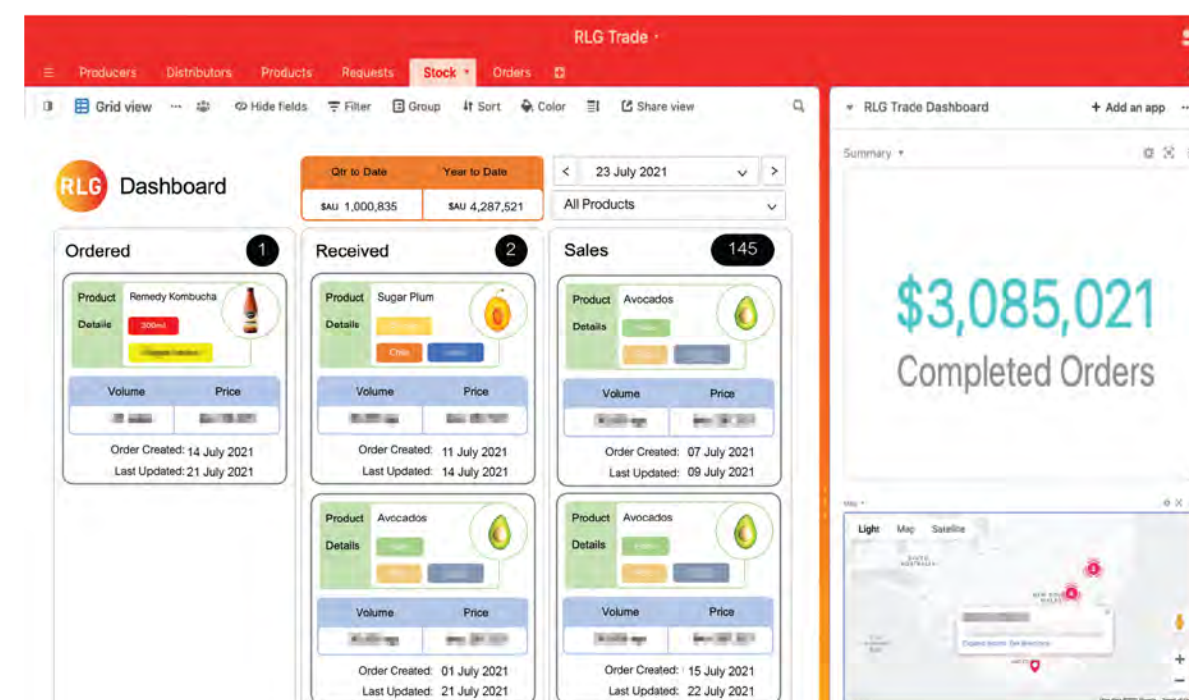 RLG Trade
Producers Distributors Products Requests Stock Orders
Grid view ... Hide fields Filter Group Sort Color Share view
RLG Trade Dashboard + Add an app
Summary
RLG Dashboard
Qtr to Date Year to Date
$AU 1,000,835 $AU 4,287,521
< 23 July 2021 >
All Products
Ordered 1
Product Remedy Kombucha
Details 300ml
Volume Price
Order Created: 14 July 2021
Last Updated: 21 July 2021
Received 2
Product Sugar Plum
Details
Chile
Volume Price
Order Created: 11 July 2021
Last Updated: 14 July 2021
Product Avocados
Details
Volume Price
Order Created: 01 July 2021
Last Updated: 21 July 2021
Sales 145
Product Avocados
Details
Volume Price
Order Created: 07 July 2021
Last Updated: 09 July 2021
Product Avocados
Details
Volume Price
Order Created: 15 July 2021
Last Updated: 22 July 2021
$3,085,021
Completed Orders
Map
Light Map Satellite
+
−